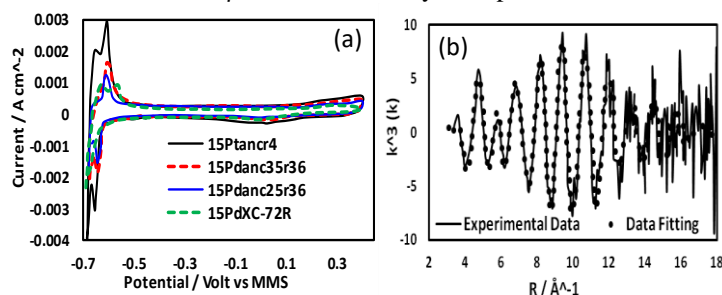 (a)
0.003
0.002
0.001
0
-0.001
-0.002
-0.003
-0.004
Current / A cm^-2
15Ptancr4
15Pdanc35r36
15Pdanc25r36
15PdXC-72R
-0.7 -0.5 -0.3 -0.1 0.1 0.3
Potential / Volt vs MMS
(b)
10
5
0
-5
-10
k^3 (k)
Experimental Data Data Fitting
2 4 6 8 10 12 14 16 18
R / Å^-1